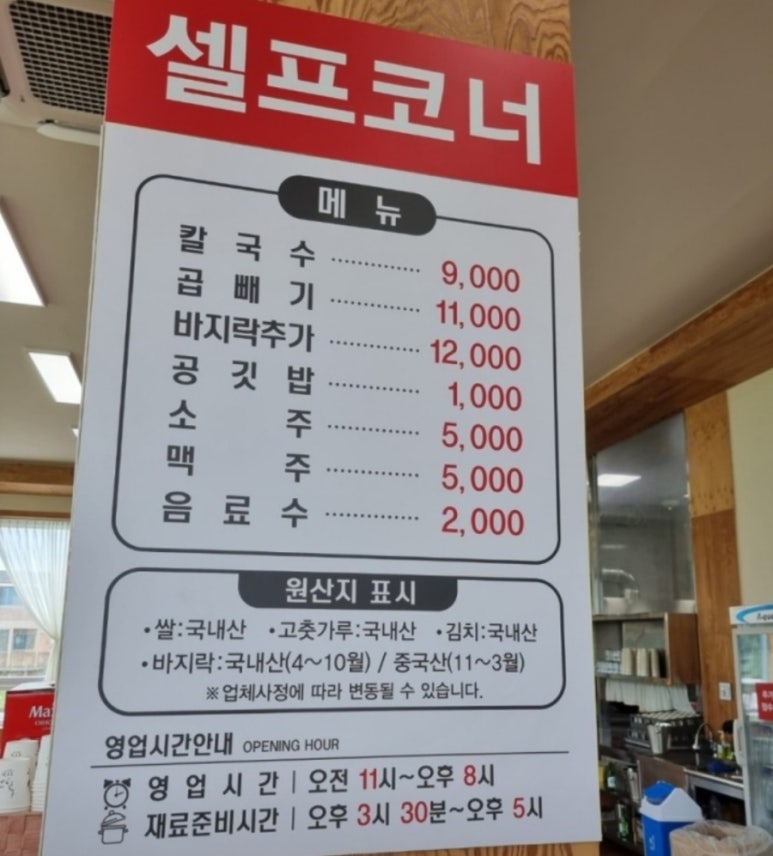 셀프코너
메뉴
칼국수 9,000
곱빼기 11,000
바지락추가 12,000
공깃밥 1,000
소주 5,000
맥주 5,000
음료수 2,000
원산지 표시
•쌀:국내산 •고춧가루:국내산 •김치:국내산
•바지락:국내산(4~10월) / 중국산(11~3월)
※업체사정에 따라 변동될 수 있습니다.
영업시간안내 OPENING HOUR
영업시간 | 오전 11시~오후 8시
재료준비시간 | 오후 3시 30분~오후 5시